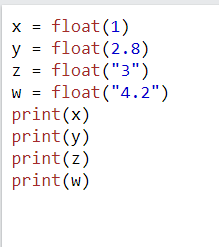 x = float(1)
y = float(2.8)
z = float("3")
w = float("4.2")
print(x)
print(y)
print(z)
print(w)